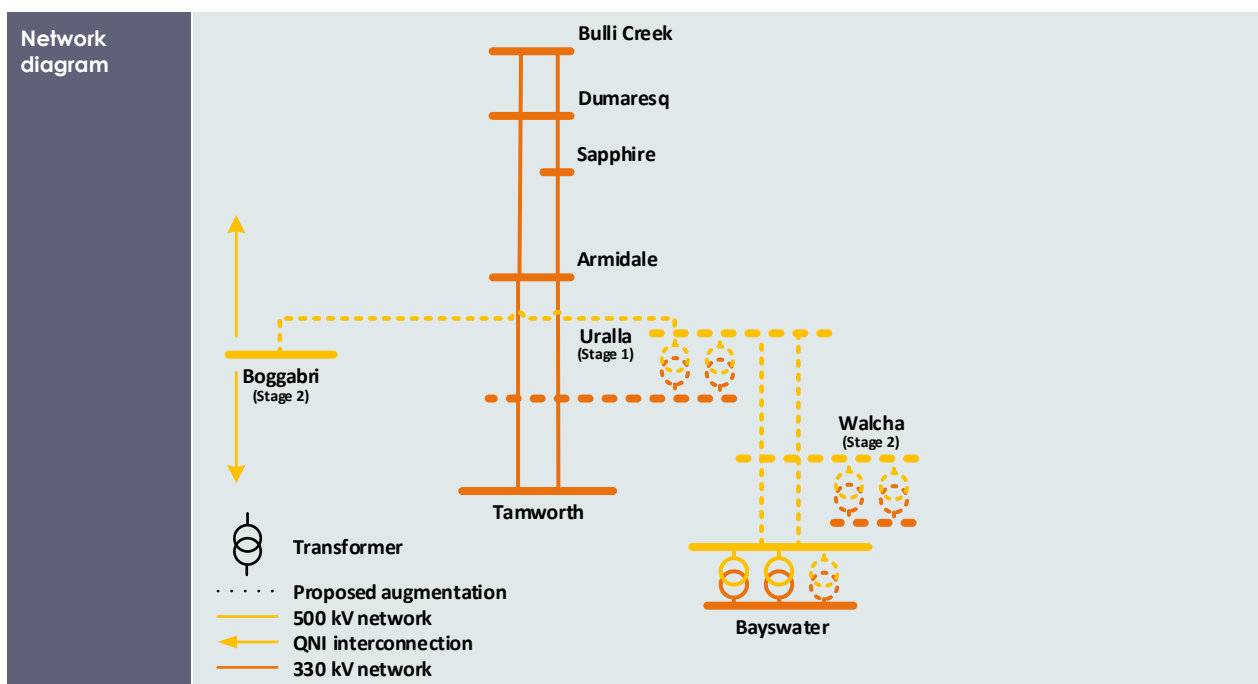 Network
diagram
Bulli Creek
Dumaresq
Sapphire
Armidale
Uralla
(Stage 1)
Boggabri
(Stage 2)
Walcha
(Stage 2)
Tamworth
Transformer
Proposed augmentation
500 kV network
QNI interconnection
330 kV network
Bayswater